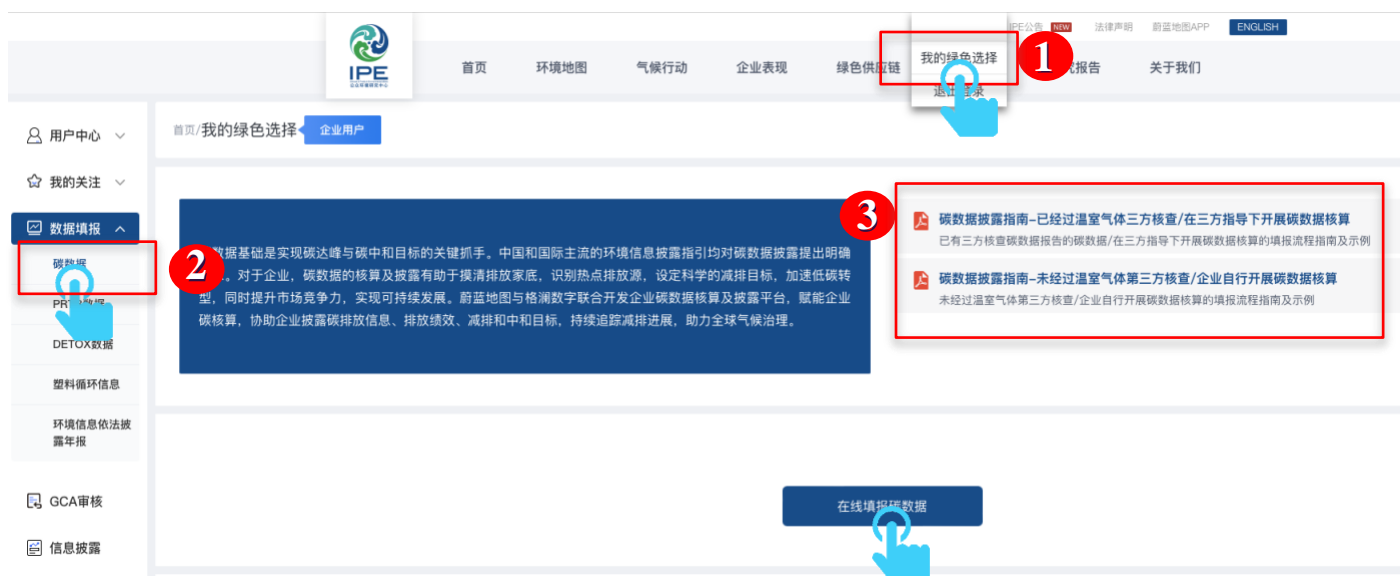 IPE公告 NEW 法律声明 蔚蓝地图APP ENGLISH
IPE
首页 环境地图 气候行动 企业表现 绿色供应链 我的绿色选择 1 报告 关于我们
退出登录
用户中心
首页/我的绿色选择 企业用户
我的关注
数据填报
碳数据
2
PRTR数据
DETOX数据
塑料循环信息
环境信息依法披
露年报
GCA审核
信息披露
数据基础是实现碳达峰与碳中和目标的关键抓手。中国和国际主流的环境信息披露指引均对碳数据披露提出明确
。对于企业，碳数据的核算及披露有助于摸清排放家底，识别热点排放源，设定科学的减排目标，加速低碳转
型，同时提升市场竞争力，实现可持续发展。蔚蓝地图与格澜数字联合开发企业碳数据核算及披露平台，赋能企业
碳核算，协助企业披露碳排放信息、排放绩效、减排和中和目标，持续追踪减排进展，助力全球气候治理。
3
碳数据披露指南-已经过温室气体三方核查/在三方指导下开展碳数据核算
已有三方核查碳数据报告的碳数据/在三方指导下开展碳数据核算的填报流程指南及示例
碳数据披露指南-未经过温室气体第三方核查/企业自行开展碳数据核算
未经过温室气体第三方核查/企业自行开展碳数据核算的填报流程指南及示例
在线填报碳数据